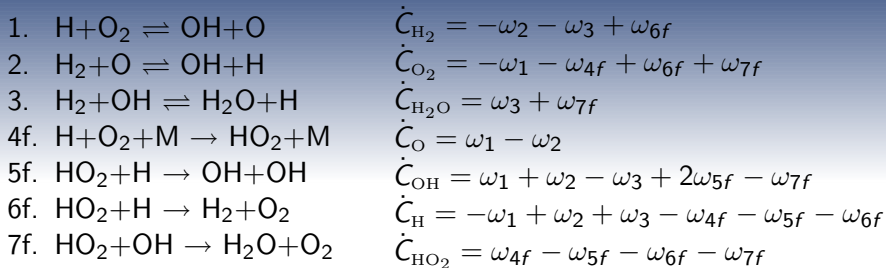 1. H+O₂ ⇌ OH+O   Ċ_H₂ = −ω₂ − ω₃ + ω₆f
2. H₂+O ⇌ OH+H   Ċ_O₂ = −ω₁ − ω₄f + ω₆f + ω₇f
3. H₂+OH ⇌ H₂O+H   Ċ_H₂O = ω₃ + ω₇f
4f. H+O₂+M → HO₂+M   Ċ_O = ω₁ − ω₂
5f. HO₂+H → OH+OH   Ċ_OH = ω₁ + ω₂ − ω₃ + 2ω₅f − ω₇f
6f. HO₂+H → H₂+O₂   Ċ_H = −ω₁ + ω₂ + ω₃ − ω₄f − ω₅f − ω₆f
7f. HO₂+OH → H₂O+O₂   Ċ_HO₂ = ω₄f − ω₅f − ω₆f − ω₇f